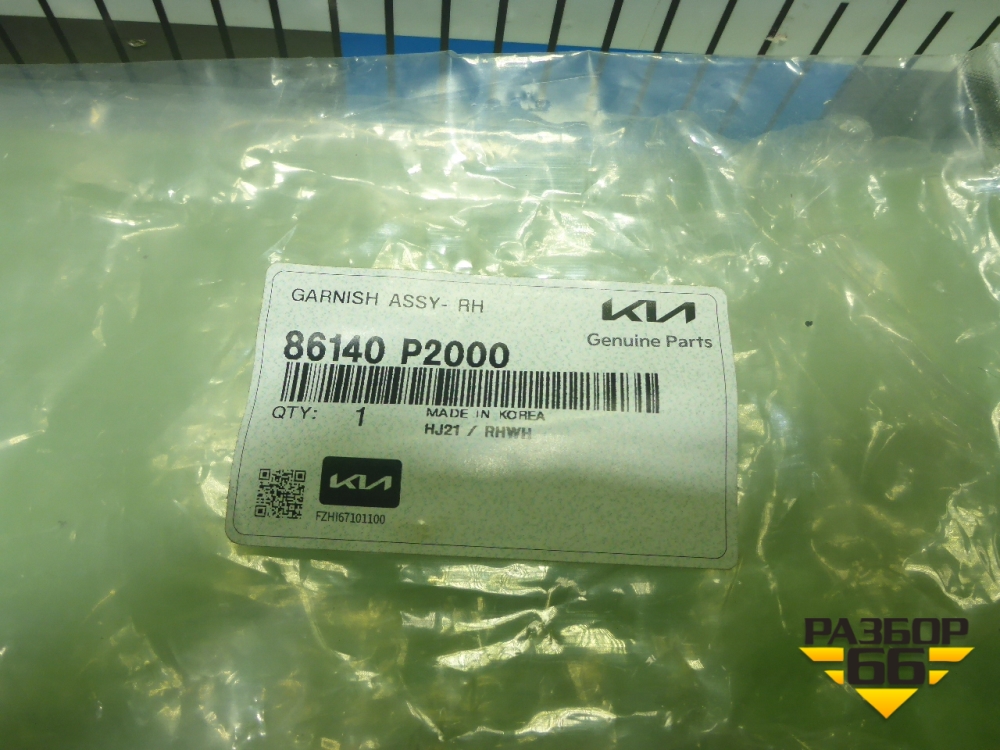 GARNISH ASSY- RH
KIA
Genuine Parts
86140 P2000
QTY: 1
MADE IN KOREA
HJ21 / RHWH
KIA
FZHI67101100
РАЗБОР
66